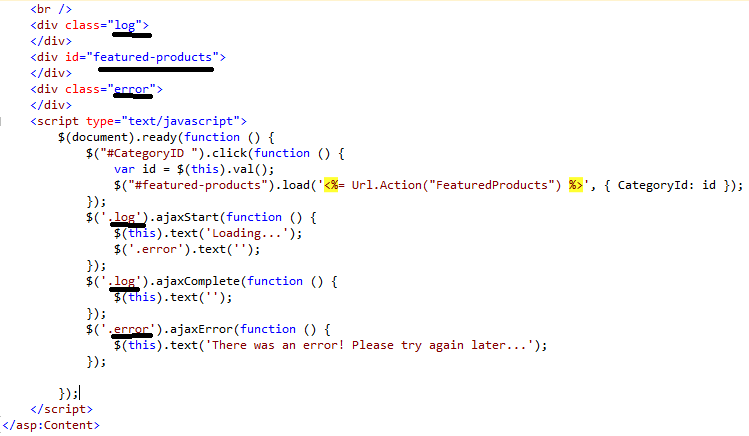 <br />
<div class="log">
</div>
<div id="featured-products">
</div>
<div class="error">
</div>
<script type="text/javascript">
$(document).ready(function () {
$("#CategoryID ").click(function () {
var id = $(this).val();
$("#featured-products").load('<%= Url.Action("FeaturedProducts") %>', { CategoryId: id });
});
$('.log').ajaxStart(function () {
$(this).text('Loading...');
$('.error').text('');
});
$('.log').ajaxComplete(function () {
$(this).text('');
});
$('.error').ajaxError(function () {
$(this).text('There was an error! Please try again later...');
});
});
</script>
</asp:Content>